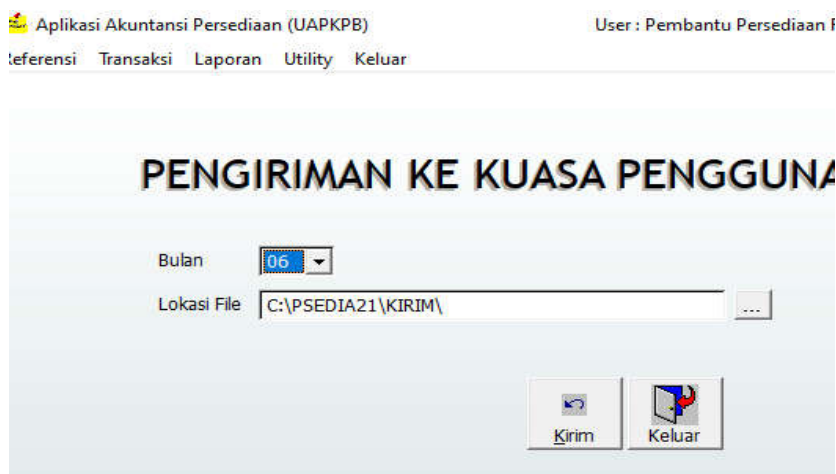 Aplikasi Akuntansi Persediaan (UAPKPB) User : Pembantu Persediaan
Referensi Transaksi Laporan Utility Keluar
PENGIRIMAN KE KUASA PENGGUNA
Bulan 06
Lokasi File C:\PSEDIA21\KIRIM\ ...
Kirim Keluar